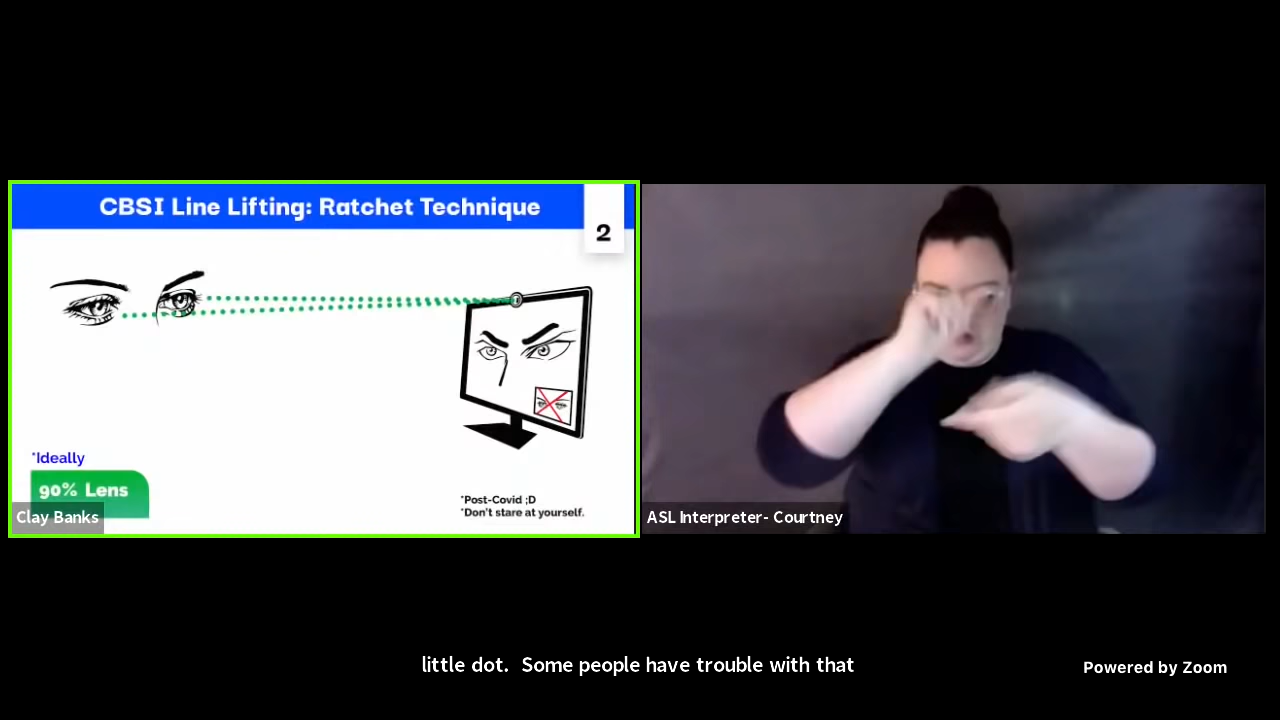 CBSI Line Lifting: Ratchet Technique
2
*Ideally
90% Lens
*Post-Covid ;D
*Don't stare at yourself.
Clay Banks
ASL Interpreter- Courtney
little dot.  Some people have trouble with that
Powered by Zoom